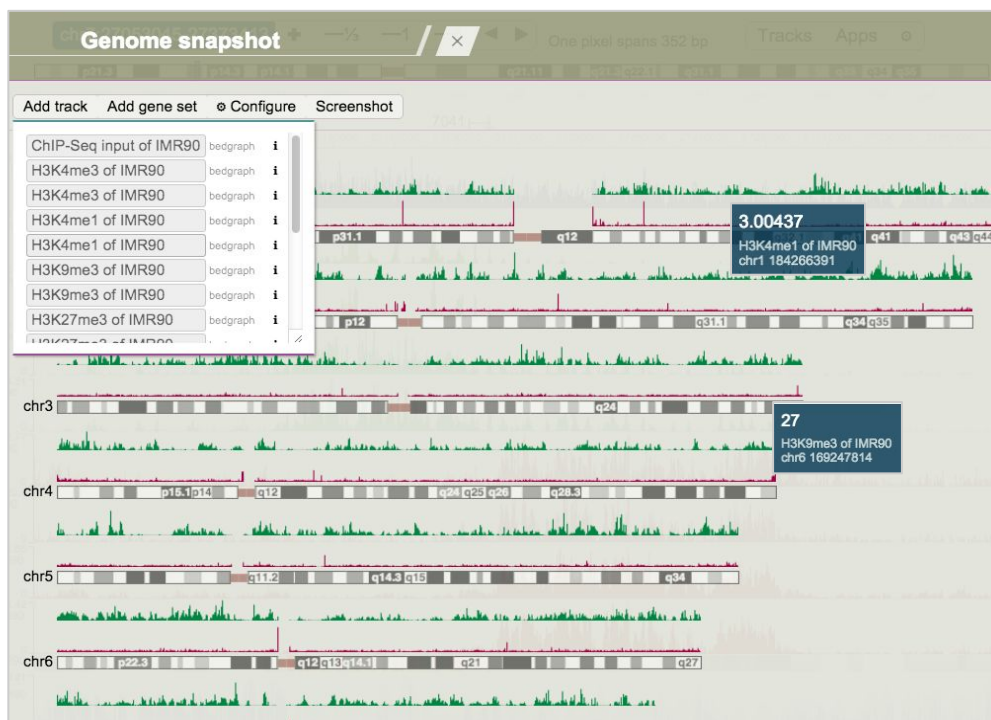 Genome snapshot
×
One pixel spans 352 bp
Tracks Apps
Add track Add gene set Configure Screenshot
ChIP-Seq input of IMR90 bedgraph i
H3K4me3 of IMR90 bedgraph i
H3K4me3 of IMR90 bedgraph i
H3K4me1 of IMR90 bedgraph i
H3K4me1 of IMR90 bedgraph i
H3K9me3 of IMR90 bedgraph i
H3K9me3 of IMR90 bedgraph i
H3K27me3 of IMR90 bedgraph i
H3K27me3 of IMR90 bedgraph i
p31.1 q12 q41 q43 q44
3.00437
H3K4me1 of IMR90
chr1 184266391
p12 q31.1 q34 q35
chr3 q24
27
H3K9me3 of IMR90
chr6 169247814
chr4 p15.1 p14 q12 q24 q25 q26 q28.3
chr5 q11.2 q14.3 q15 q34
chr6 p22.3 q12 q13 q14.1 q21 q27